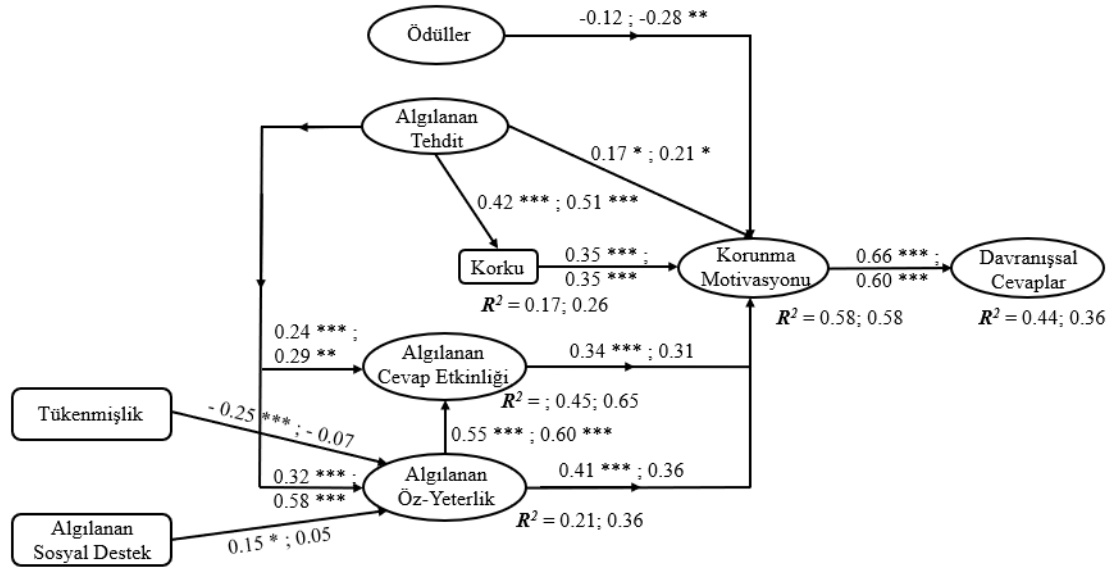 -0.12 ; -0.28 **
Ödüller
Algılanan
Tehdit
0.17 * ; 0.21 *
0.42 *** ; 0.51 ***
Korku
0.35 *** ;
0.35 ***
R² = 0.17; 0.26
Korunma
Motivasyonu
R² = 0.58; 0.58
0.66 *** ;
0.60 ***
Davranışsal
Cevaplar
R² = 0.44; 0.36
0.24 *** ;
0.29 **
Algılanan
Cevap Etkinliği
0.34 *** ; 0.31
R² = ; 0.45; 0.65
Tükenmişlik
- 0.25 *** ; - 0.07
0.55 *** ; 0.60 ***
0.32 *** ;
0.58 ***
Algılanan
Öz-Yeterlik
0.41 *** ; 0.36
R² = 0.21; 0.36
Algılanan
Sosyal Destek
0.15 * ; 0.05